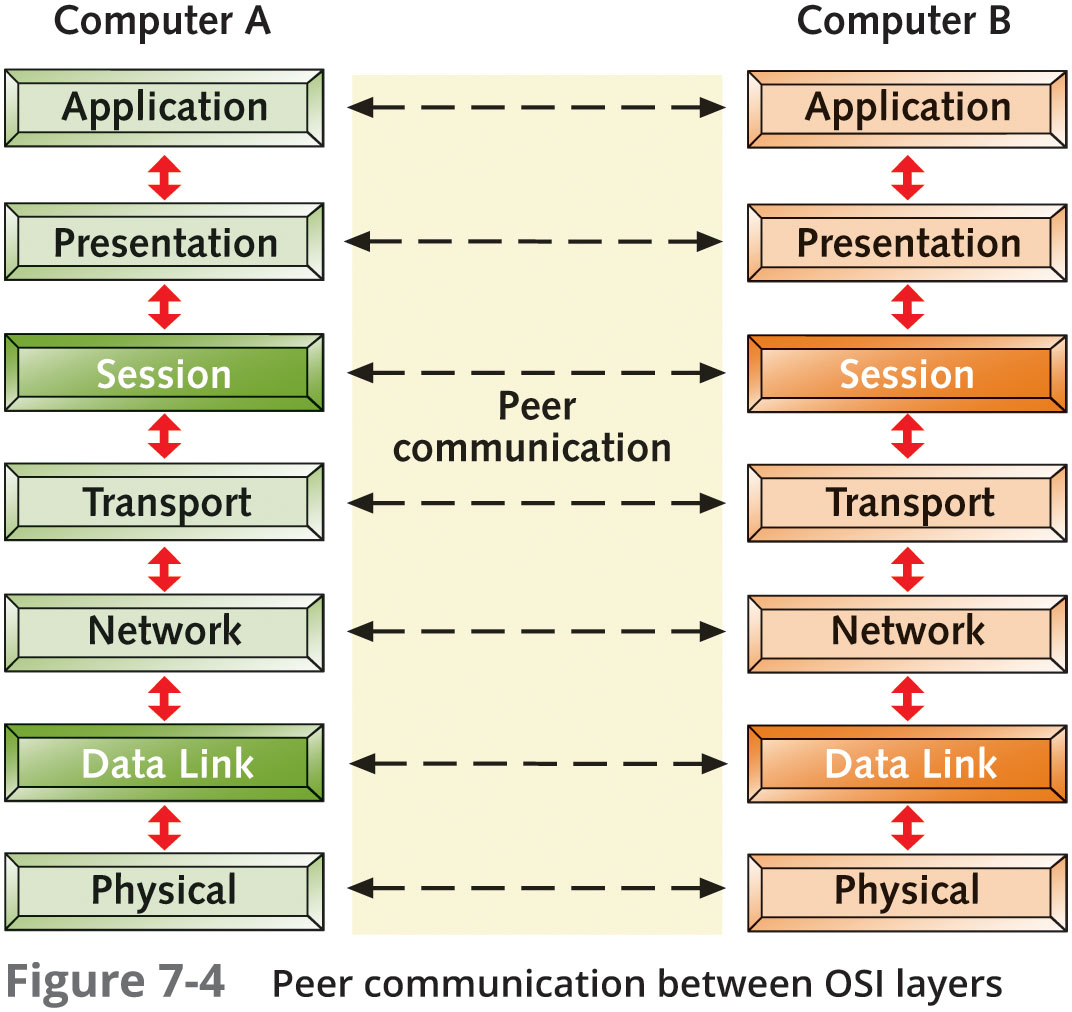 Computer A
Computer B
Application
Application
Presentation
Presentation
Session
Session
Peer
communication
Transport
Transport
Network
Network
Data Link
Data Link
Physical
Physical
Figure 7-4 Peer communication between OSI layers